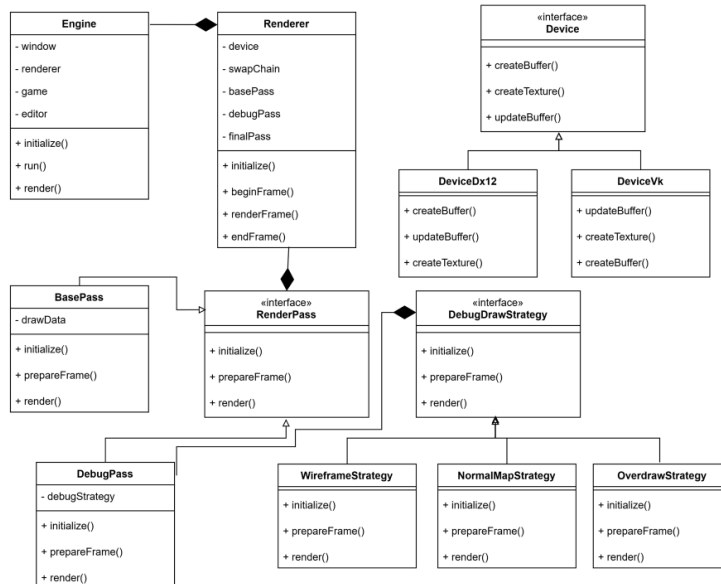 Engine
- window
- renderer
- game
- editor
+ initialize()
+ run()
+ render()
Renderer
- device
- swapChain
- basePass
- debugPass
- finalPass
+ initialize()
+ beginFrame()
+ renderFrame()
+ endFrame()
«interface»
Device
+ createBuffer()
+ createTexture()
+ updateBuffer()
DeviceDx12
+ createBuffer()
+ updateBuffer()
+ createTexture()
DeviceVk
+ updateBuffer()
+ createTexture()
+ createBuffer()
BasePass
- drawData
+ initialize()
+ prepareFrame()
+ render()
«interface»
RenderPass
+ initialize()
+ prepareFrame()
+ render()
«interface»
DebugDrawStrategy
+ initialize()
+ prepareFrame()
+ render()
DebugPass
- debugStrategy
+ initialize()
+ prepareFrame()
+ render()
WireframeStrategy
+ initialize()
+ prepareFrame()
+ render()
NormalMapStrategy
+ initialize()
+ prepareFrame()
+ render()
OverdrawStrategy
+ initialize()
+ prepareFrame()
+ render()